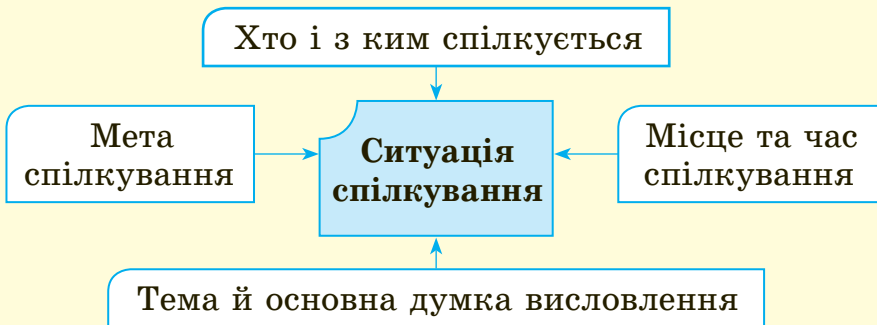 Хто і з ким спілкується
Мета
спілкування
Ситуація
спілкування
Місце та час
спілкування
Тема й основна думка висловлення